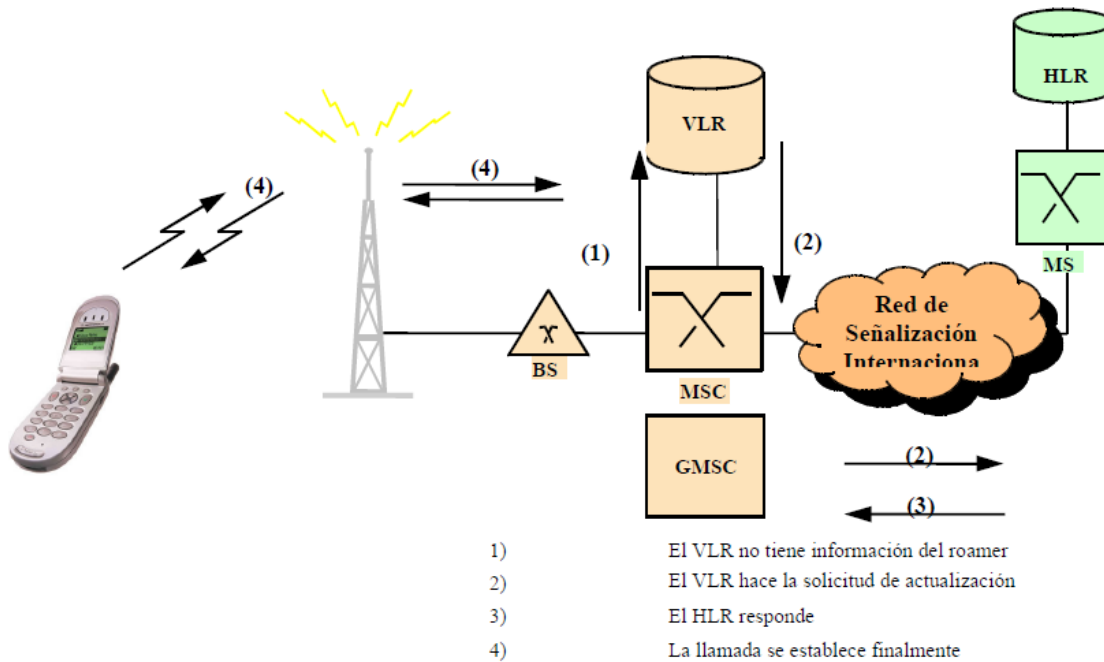 HLR
VLR
(4)
(4)
(1)
(2)
MS
Red de
Señalización
Internaciona
BS
MSC
GMSC
(2)
(3)
1) El VLR no tiene información del roamer
2) El VLR hace la solicitud de actualización
3) El HLR responde
4) La llamada se establece finalmente